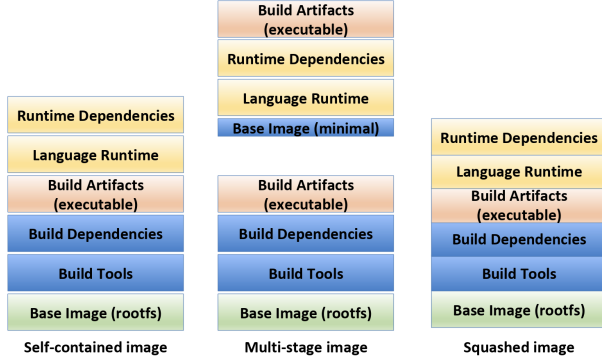 Runtime Dependencies
Language Runtime
Build Artifacts
(executable)
Build Dependencies
Build Tools
Base Image (rootfs)
Self-contained image
Build Artifacts
(executable)
Runtime Dependencies
Language Runtime
Base Image (minimal)
Build Artifacts
(executable)
Build Dependencies
Build Tools
Base Image (rootfs)
Multi-stage image
Runtime Dependencies
Language Runtime
Build Artifacts
(executable)
Build Dependencies
Build Tools
Base Image (rootfs)
Squashed image